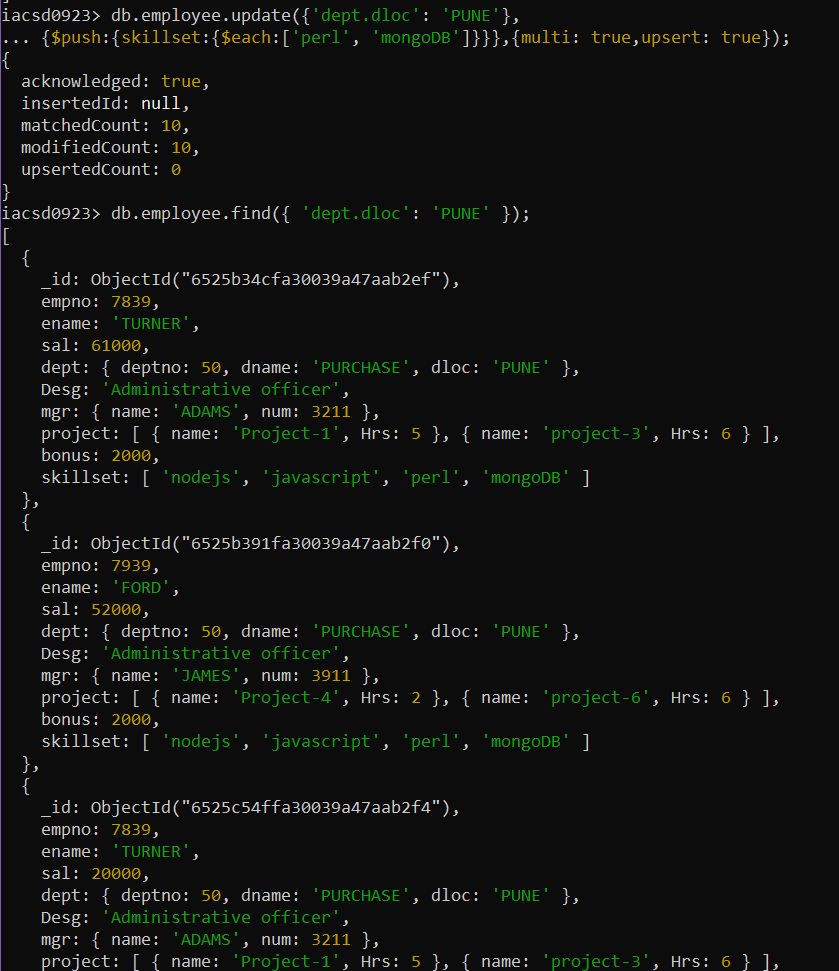 iacsd0923> db.employee.update({'dept.dloc': 'PUNE'},
... {$push:{skillset:{$each:['perl', 'mongoDB']}}},{multi: true,upsert: true});
{
  acknowledged: true,
  insertedId: null,
  matchedCount: 10,
  modifiedCount: 10,
  upsertedCount: 0
}
iacsd0923> db.employee.find({ 'dept.dloc': 'PUNE' });
[
  {
    _id: ObjectId("6525b34cfa30039a47aab2ef"),
    empno: 7839,
    ename: 'TURNER',
    sal: 61000,
    dept: { deptno: 50, dname: 'PURCHASE', dloc: 'PUNE' },
    Desg: 'Administrative officer',
    mgr: { name: 'ADAMS', num: 3211 },
    project: [ { name: 'Project-1', Hrs: 5 }, { name: 'project-3', Hrs: 6 } ],
    bonus: 2000,
    skillset: [ 'nodejs', 'javascript', 'perl', 'mongoDB' ]
  },
  {
    _id: ObjectId("6525b391fa30039a47aab2f0"),
    empno: 7939,
    ename: 'FORD',
    sal: 52000,
    dept: { deptno: 50, dname: 'PURCHASE', dloc: 'PUNE' },
    Desg: 'Administrative officer',
    mgr: { name: 'JAMES', num: 3911 },
    project: [ { name: 'Project-4', Hrs: 2 }, { name: 'project-6', Hrs: 6 } ],
    bonus: 2000,
    skillset: [ 'nodejs', 'javascript', 'perl', 'mongoDB' ]
  },
  {
    _id: ObjectId("6525c54ffa30039a47aab2f4"),
    empno: 7839,
    ename: 'TURNER',
    sal: 20000,
    dept: { deptno: 50, dname: 'PURCHASE', dloc: 'PUNE' },
    Desg: 'Administrative officer',
    mgr: { name: 'ADAMS', num: 3211 },
    project: [ { name: 'Project-1', Hrs: 5 }, { name: 'project-3', Hrs: 6 } ],